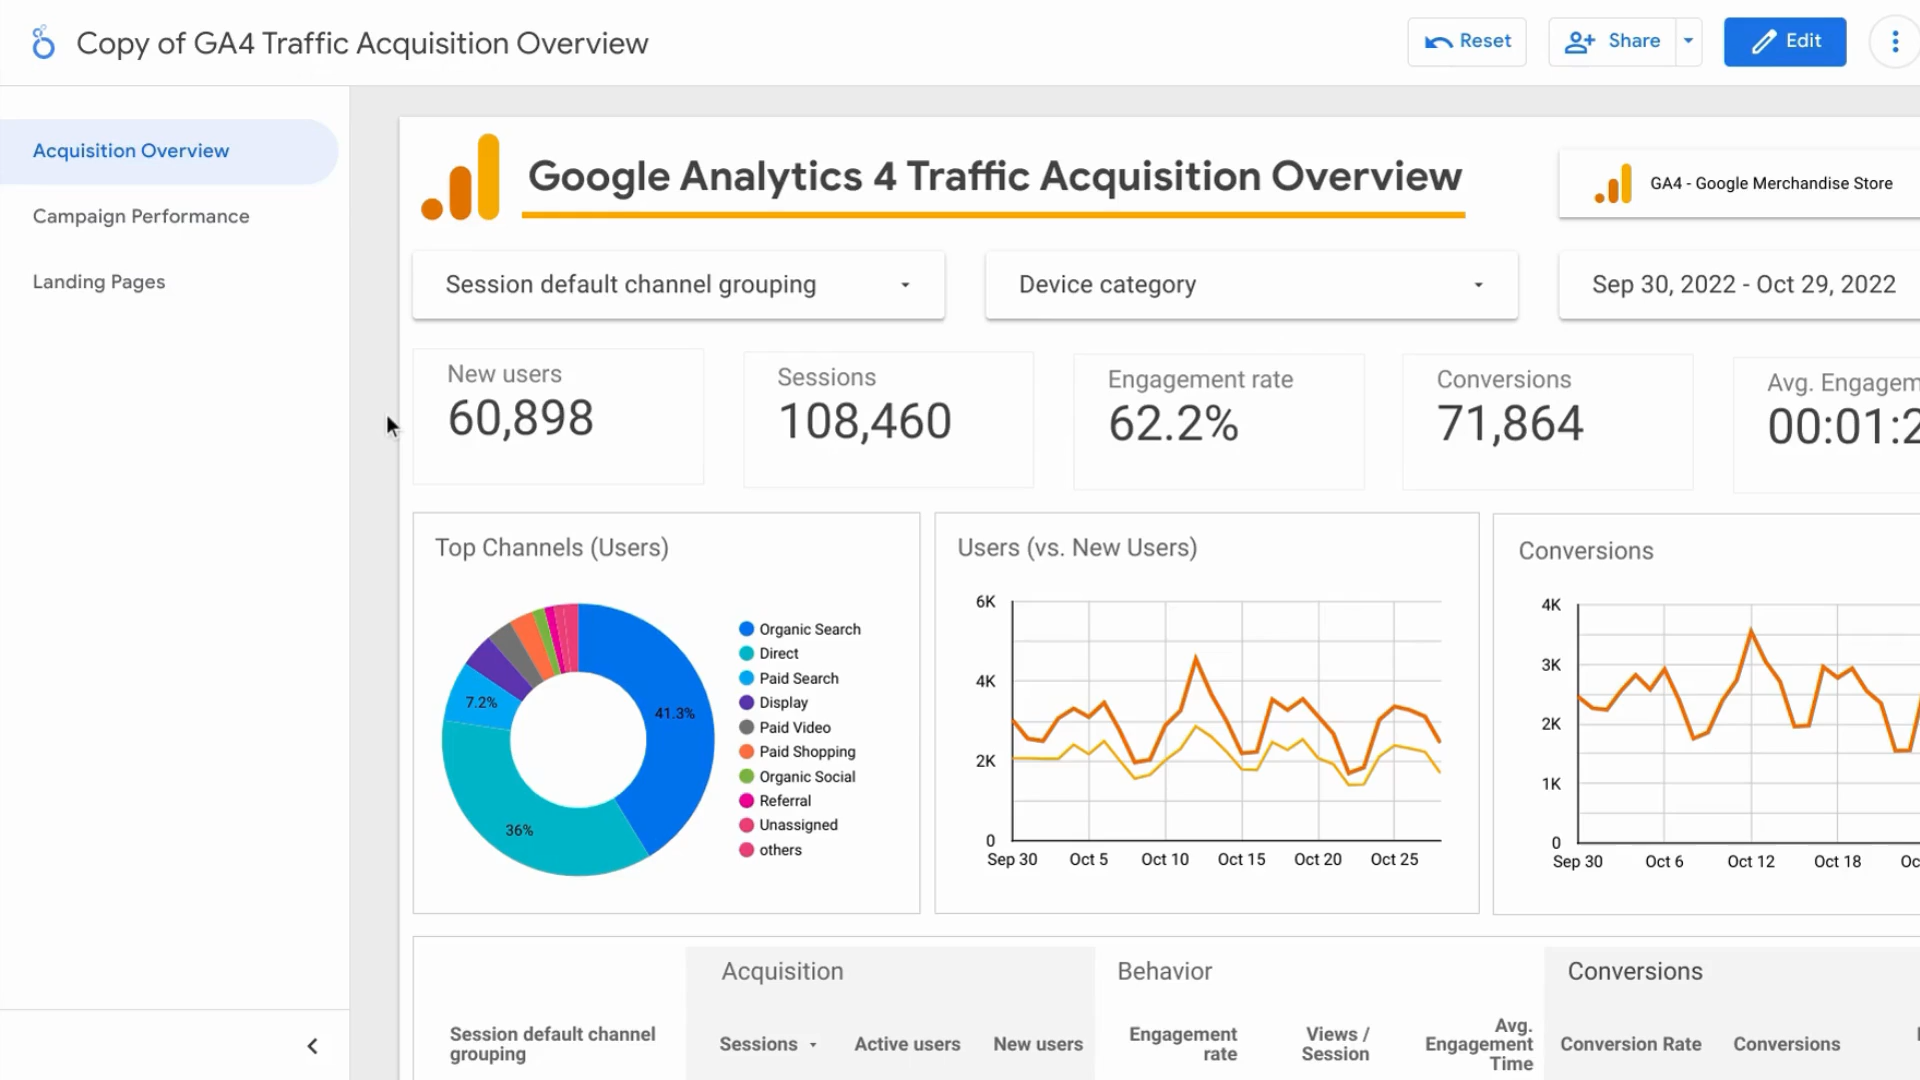 Copy of GA4 Traffic Acquisition Overview
Reset
Share
Edit
Acquisition Overview
Campaign Performance
Landing Pages
Google Analytics 4 Traffic Acquisition Overview
GA4 - Google Merchandise Store
Session default channel grouping
Device category
Sep 30, 2022 - Oct 29, 2022
New users
60,898
Sessions
108,460
Engagement rate
62.2%
Conversions
71,864
Avg. Engagem
00:01:2
Top Channels (Users)
41.3%
36%
7.2%
Organic Search
Direct
Paid Search
Display
Paid Video
Paid Shopping
Organic Social
Referral
Unassigned
others
Users (vs. New Users)
6K
4K
2K
0
Sep 30 Oct 5 Oct 10 Oct 15 Oct 20 Oct 25
Conversions
4K
3K
2K
1K
0
Sep 30 Oct 6 Oct 12 Oct 18 Oc
Acquisition
Behavior
Conversions
Session default channel
grouping
Sessions
Active users
New users
Engagement
rate
Views /
Session
Avg.
Engagement
Time
Conversion Rate
Conversions